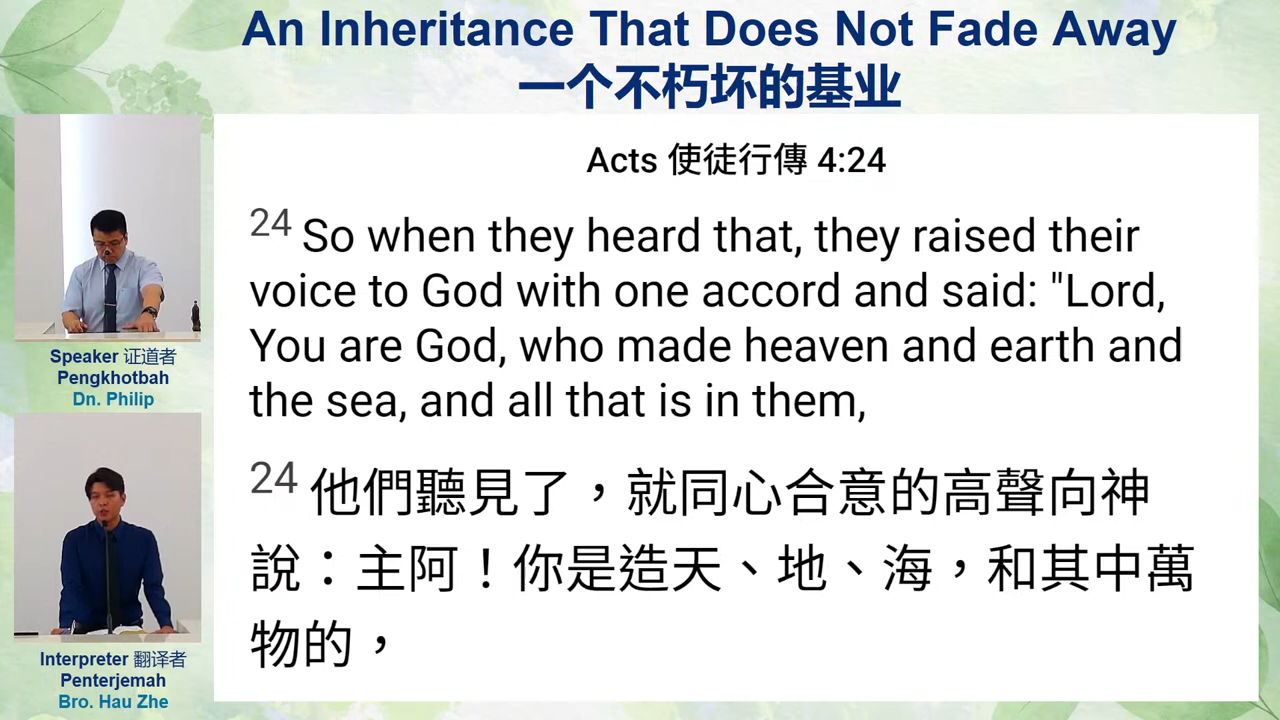 An Inheritance That Does Not Fade Away
一个不朽坏的基业
Acts 使徒行傳 4:24
24 So when they heard that, they raised their
voice to God with one accord and said: "Lord,
You are God, who made heaven and earth and
the sea, and all that is in them,
24 他們聽見了，就同心合意的高聲向神
說：主阿！你是造天、地、海，和其中萬
物的，
Speaker 证道者
Pengkhotbah
Dn. Philip
Interpreter 翻译者
Penterjemah
Bro. Hau Zhe